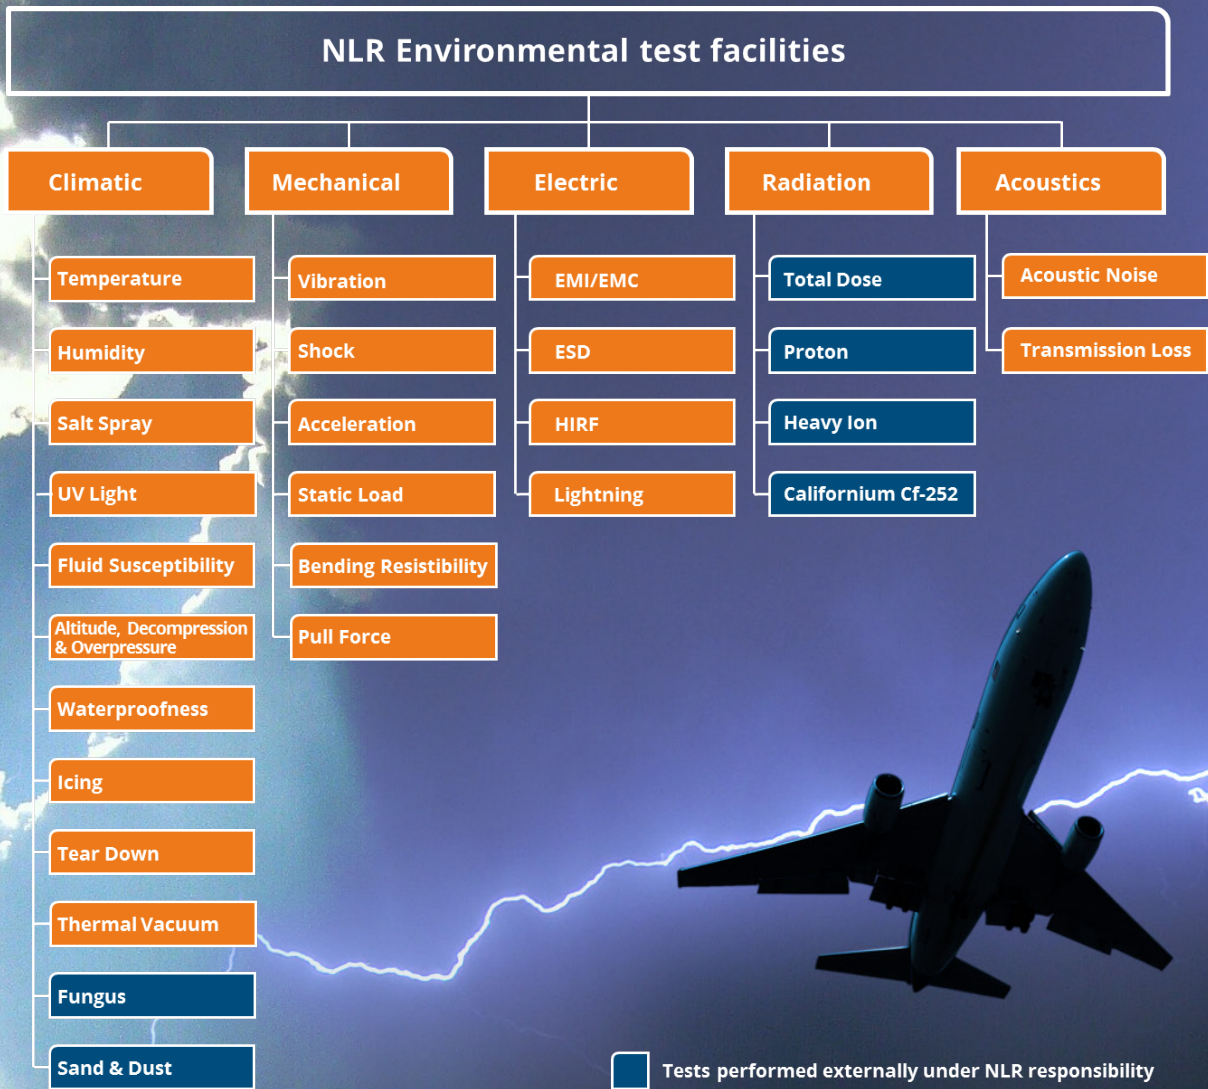 NLR Environmental test facilities
Climatic
Mechanical
Electric
Radiation
Acoustics
Temperature
Humidity
Salt Spray
UV Light
Fluid Susceptibility
Altitude, Decompression
& Overpressure
Waterproofness
Icing
Tear Down
Thermal Vacuum
Fungus
Sand & Dust
Vibration
Shock
Acceleration
Static Load
Bending Resistibility
Pull Force
EMI/EMC
ESD
HIRF
Lightning
Total Dose
Proton
Heavy Ion
Californium Cf-252
Acoustic Noise
Transmission Loss
Tests performed externally under NLR responsibility